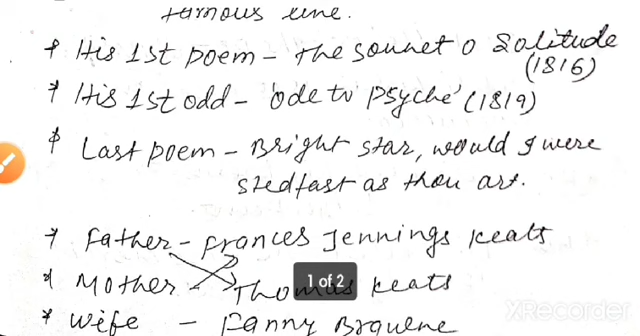 famous line.
* His 1st poem - The sonnet O Solitude
(1816)
* His 1st odd - 'ode to psyche' (1819)
* Last poem - Bright star, would I were
stedfast as thou art.
* Father - Frances Jennings Keats
* Mother - Thomas Keats
1 of 2
* Wife - Fanny
XRecorder